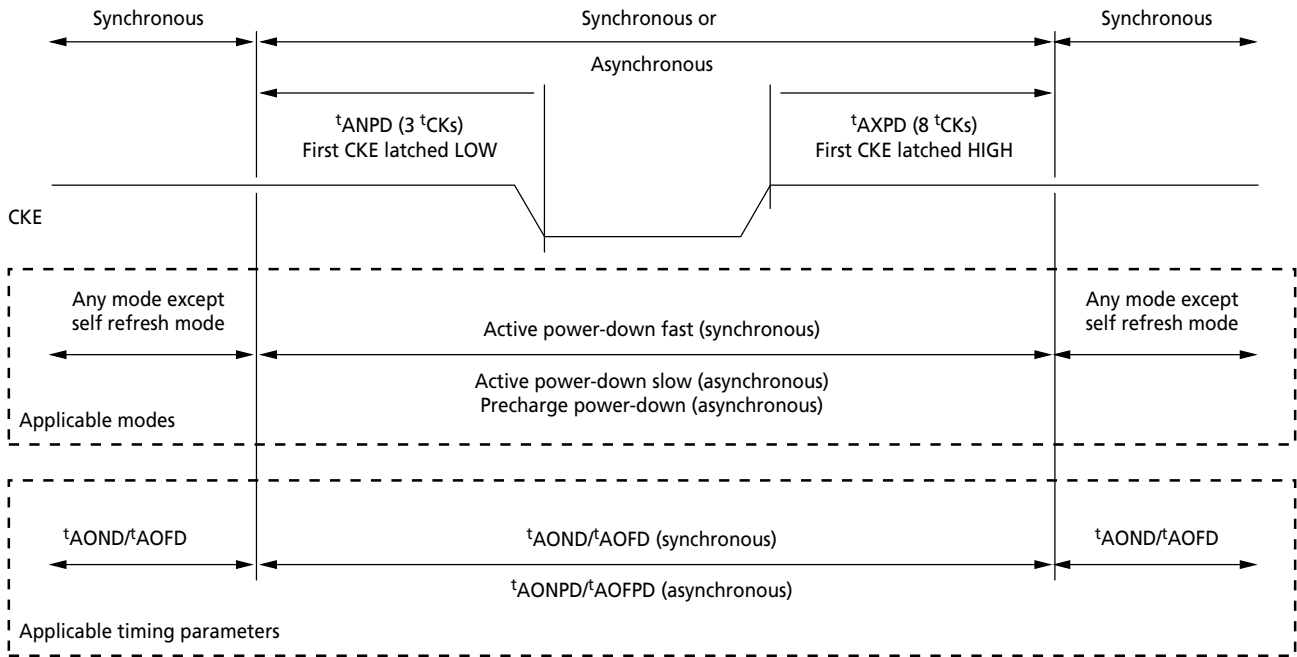 Synchronous
Synchronous or
Synchronous
Asynchronous
tANPD (3 tCKs)
First CKE latched LOW
tAXPD (8 tCKs)
First CKE latched HIGH
CKE
Any mode except
self refresh mode
Active power-down fast (synchronous)
Any mode except
self refresh mode
Active power-down slow (asynchronous)
Precharge power-down (asynchronous)
Applicable modes
tAOND/tAOFD
tAOND/tAOFD (synchronous)
tAOND/tAOFD
tAONPD/tAOFPD (asynchronous)
Applicable timing parameters